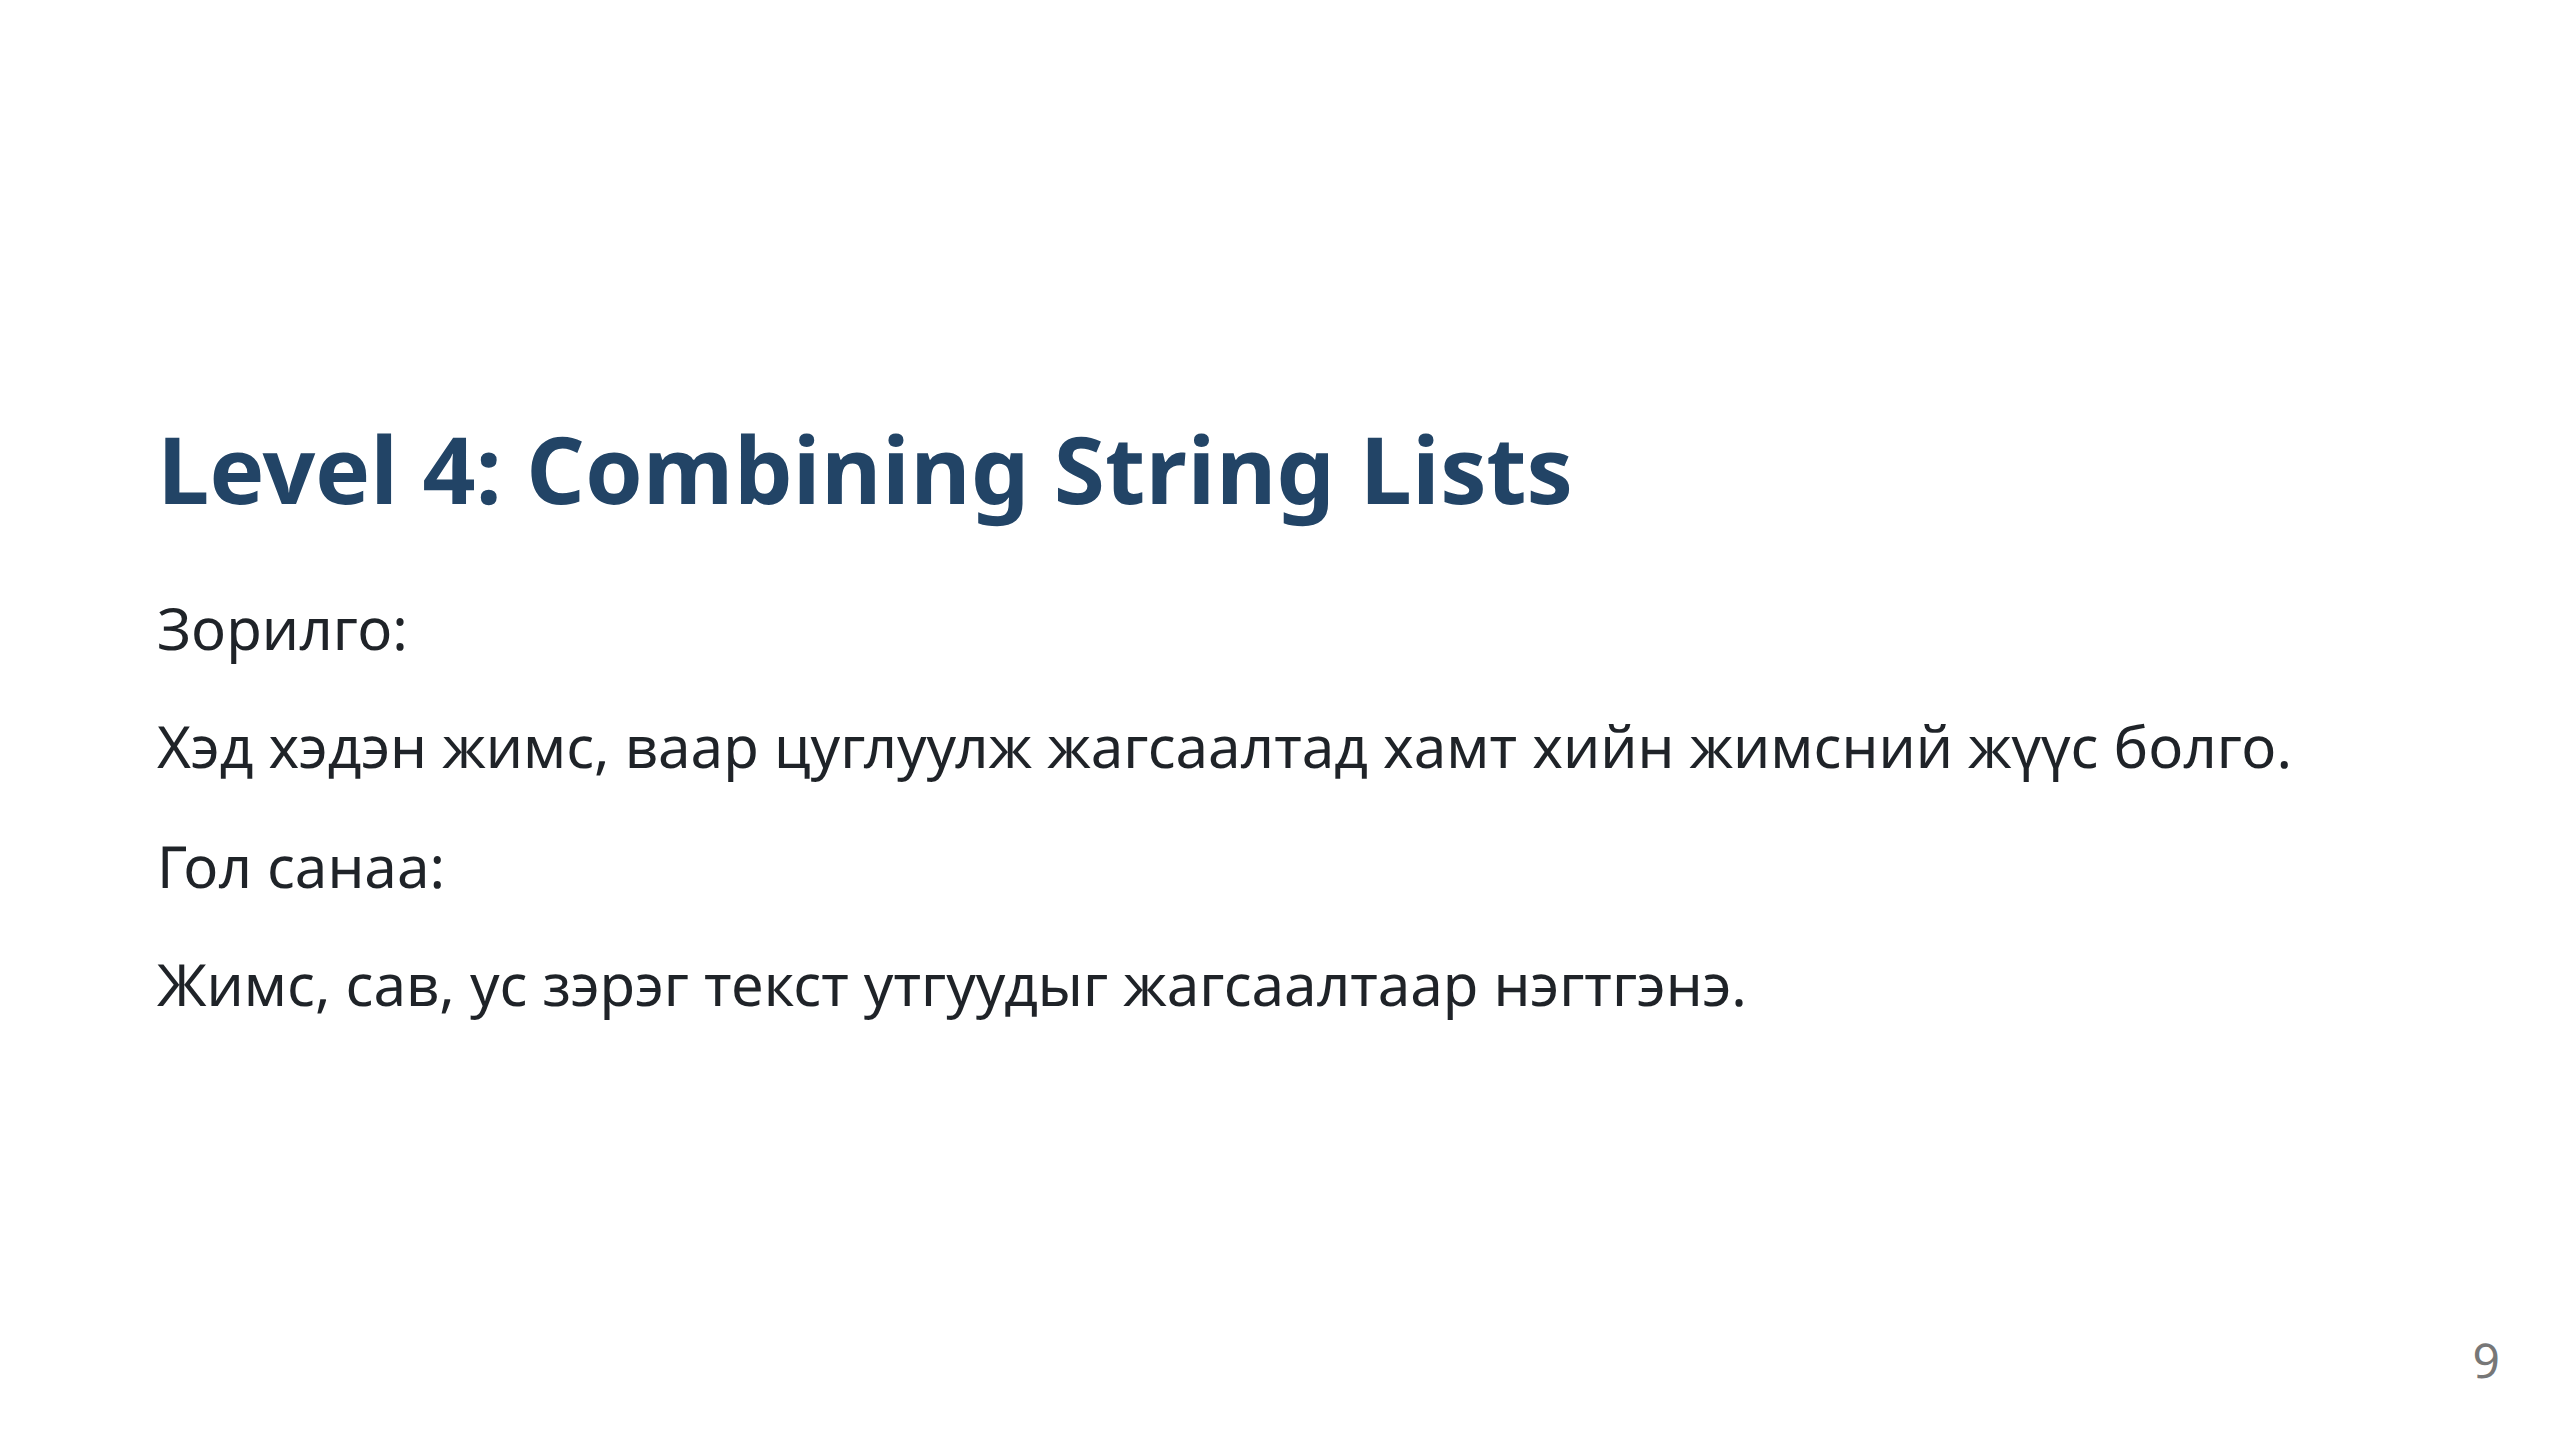 Level 4: Combining String Lists
Зорилго:
Хэд хэдэн жимс, ваар цуглуулж жагсаалтад хамт хийн жимсний жүүс болго.
Гол санаа:
Жимс, сав, ус зэрэг текст утгуудыг жагсаалтаар нэгтгэнэ.
9